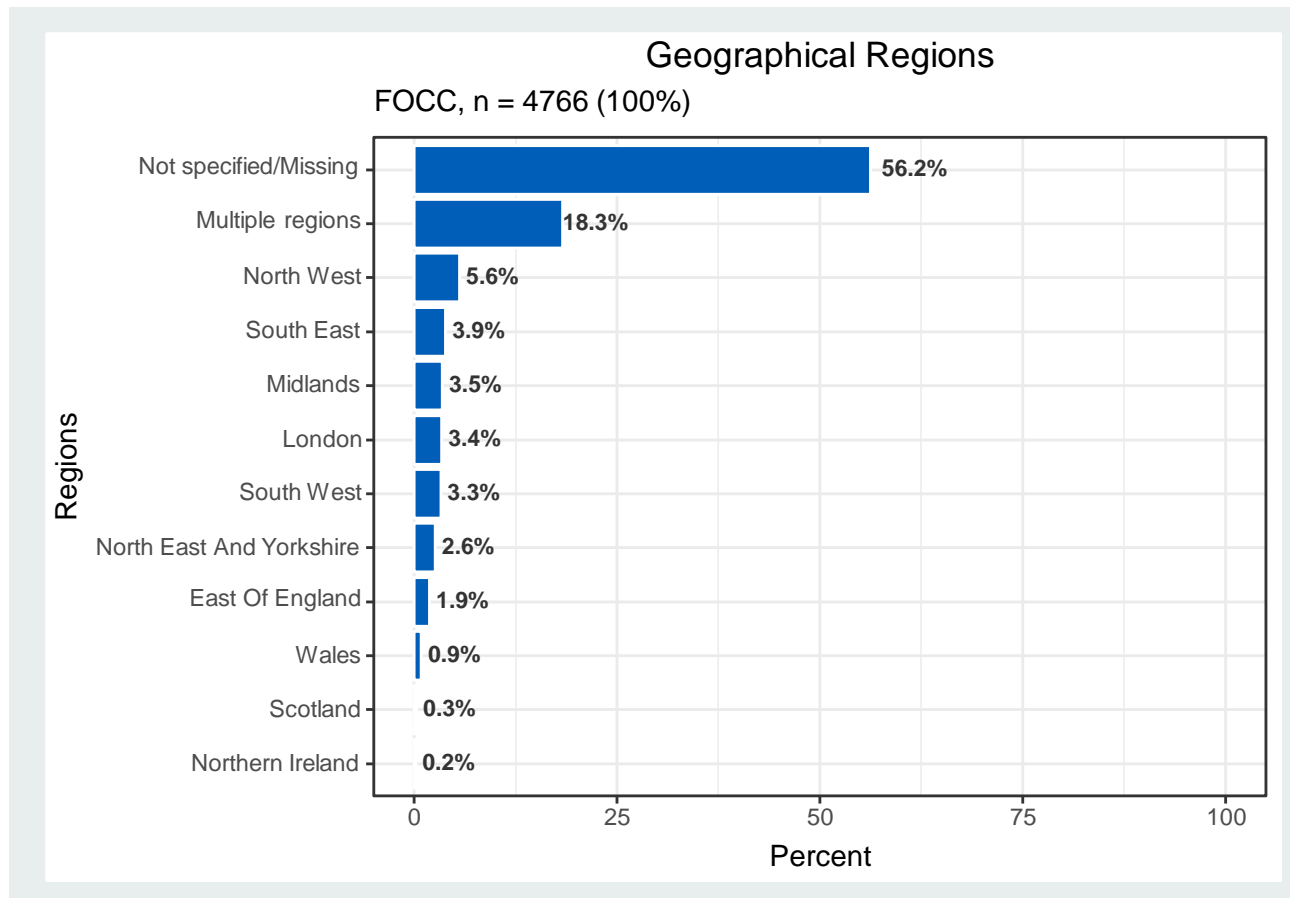 Geographical Regions
FOCC, n = 4766 (100%)
Regions
Not specified/Missing 56.2%
Multiple regions 18.3%
North West 5.6%
South East 3.9%
Midlands 3.5%
London 3.4%
South West 3.3%
North East And Yorkshire 2.6%
East Of England 1.9%
Wales 0.9%
Scotland 0.3%
Northern Ireland 0.2%
0 25 50 75 100
Percent